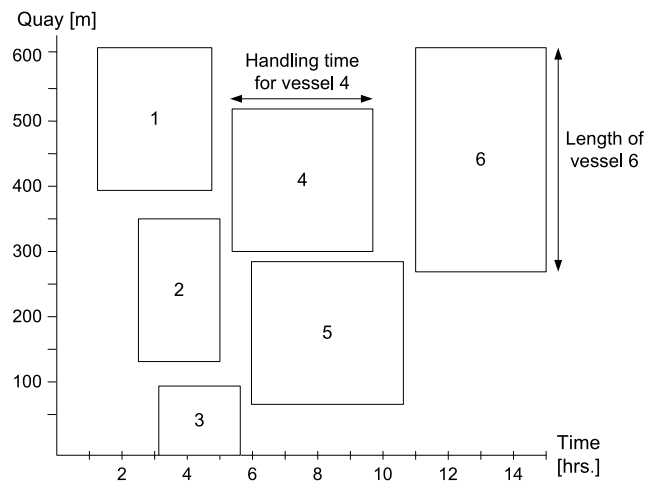 Quay [m]
600
500
400
300
200
100
Handling time
for vessel 4
1
2
3
4
5
6
Length of
vessel 6
2 4 6 8 10 12 14
Time
[hrs.]